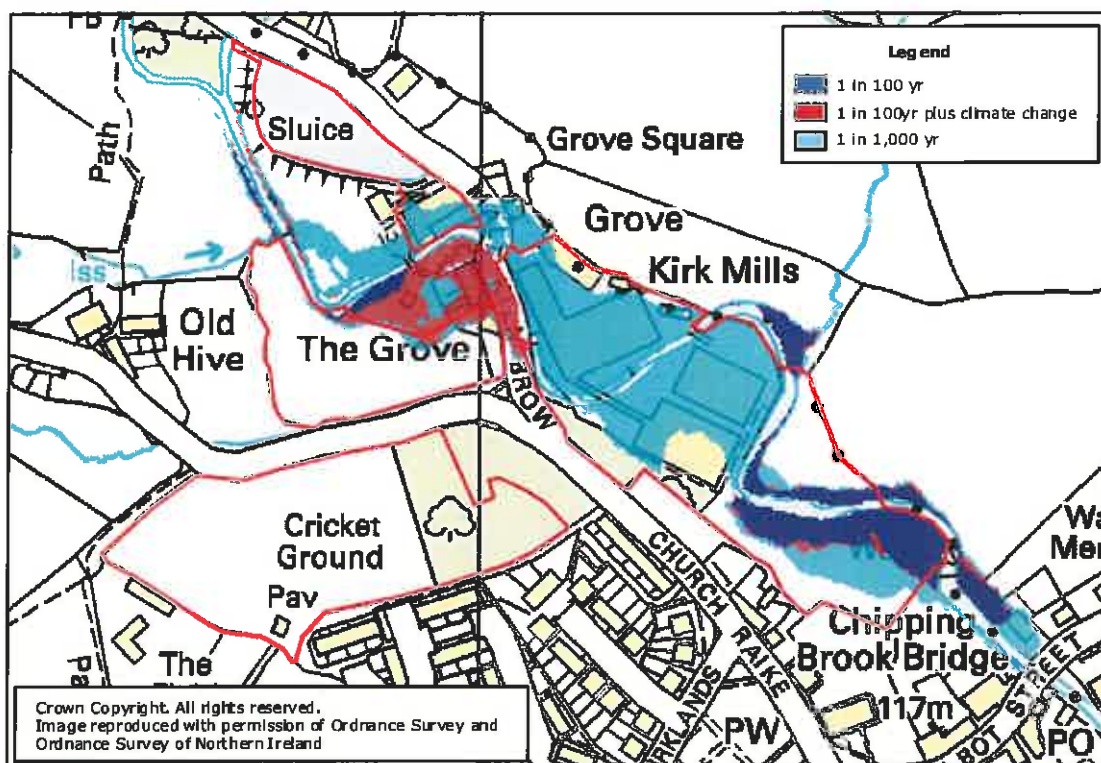 FB
Legend
1 in 100 yr
1 in 100yr plus climate change
1 in 1,000 yr
Sluice
Path
Grove Square
Grove
Kirk Mills
Iss
Old
Hive
The Grove
BROW
Cricket
Ground
Pav
The
CHURCH
RAIKE
Chipping
Brook Bridge
117m
STREET
PW
PO
Crown Copyright. All rights reserved.
Image reproduced with permission of Ordnance Survey and
Ordnance Survey of Northern Ireland